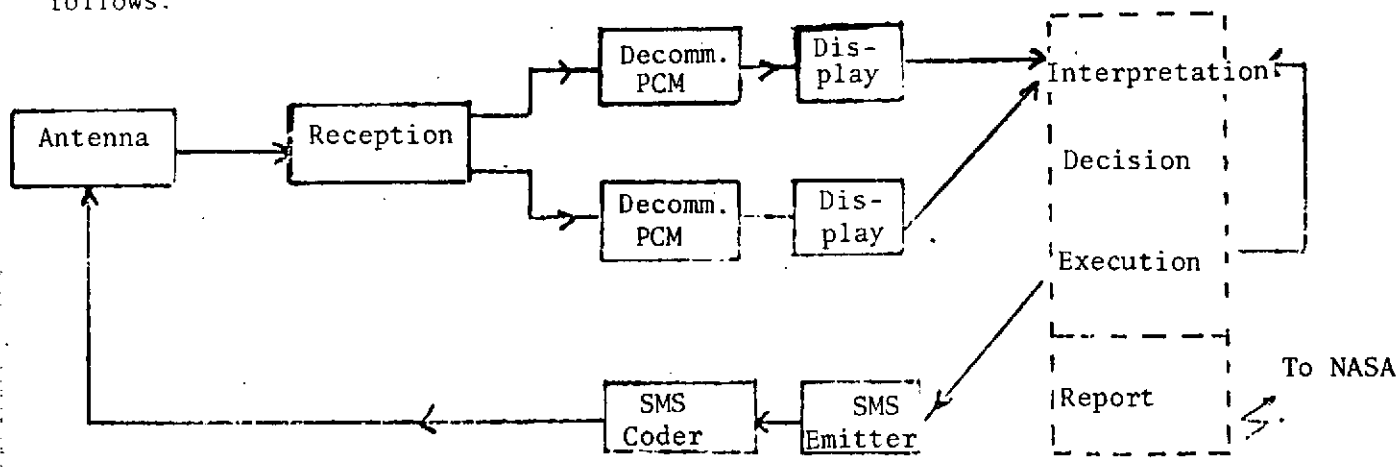 follows:
Decomm.
PCM
Dis-
play
Interpretation
Antenna
Reception
Decision
Decomm.
PCM
Dis-
play
Execution
To NASA
SMS
Coder
SMS
Emitter
Report